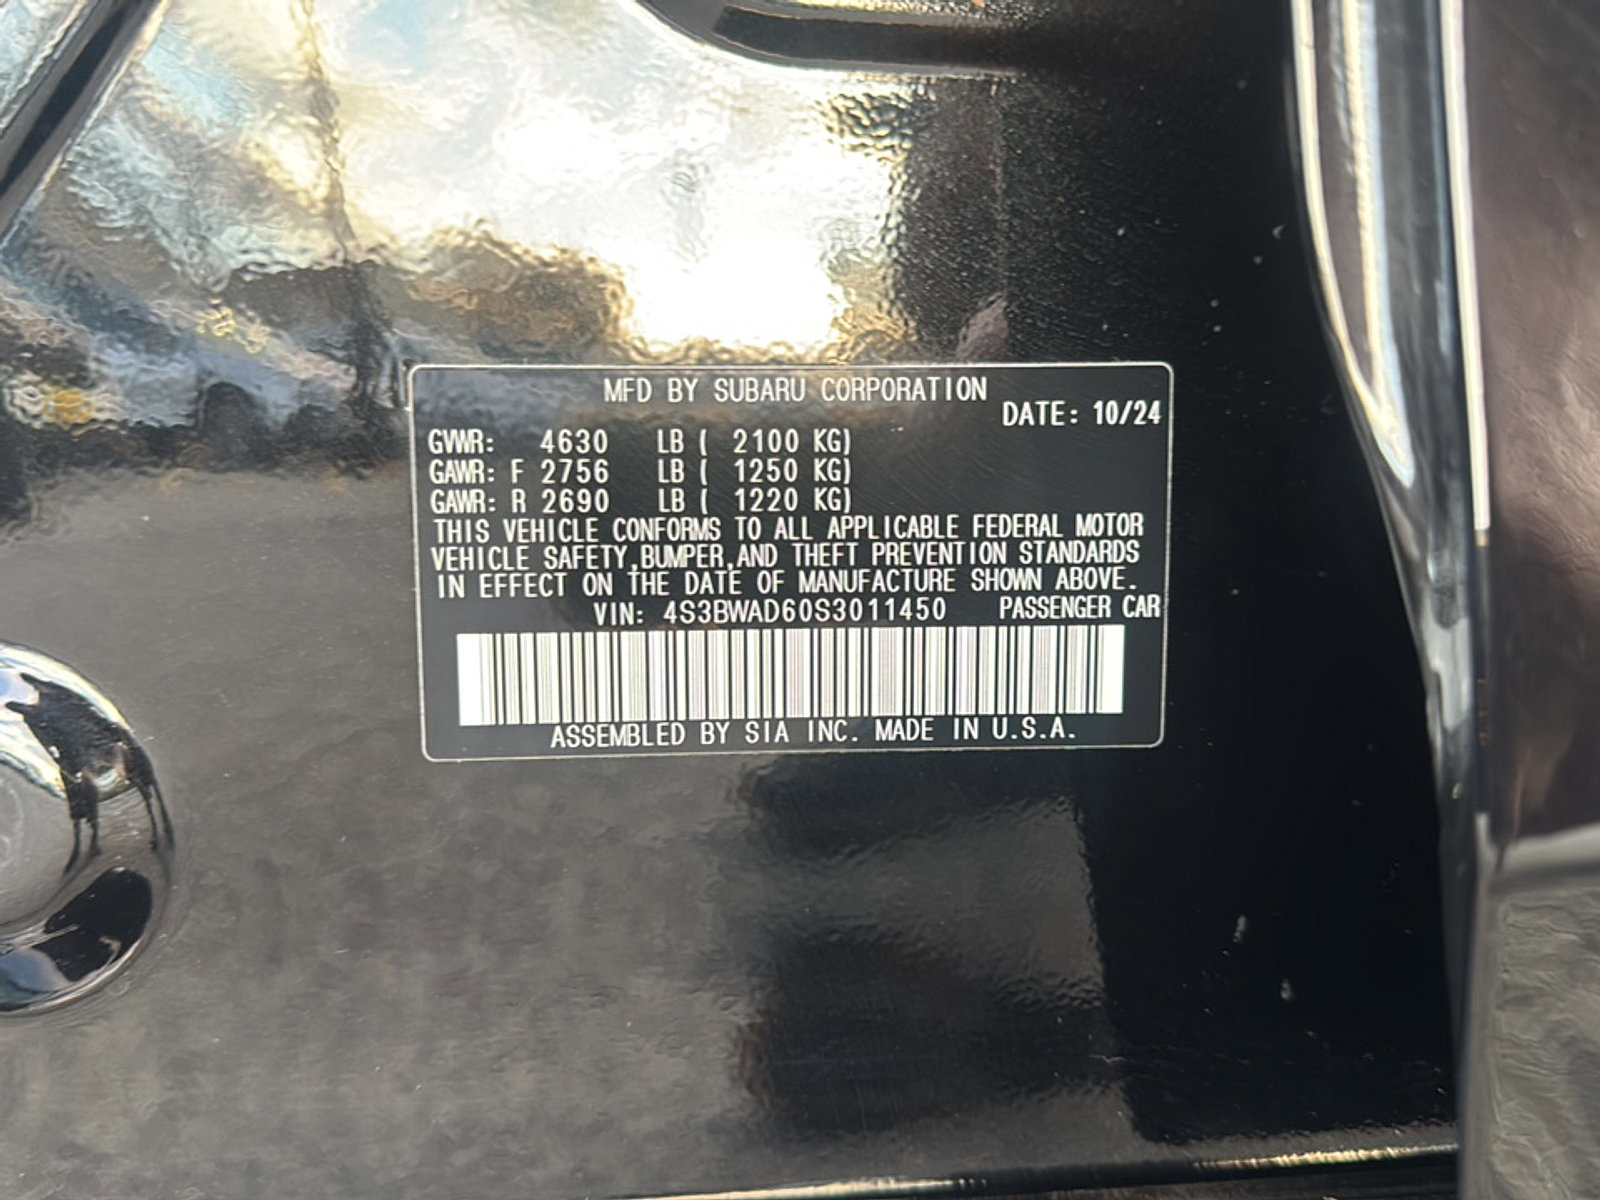 MFD BY SUBARU CORPORATION
DATE: 10/24
GVWR: 4630 LB ( 2100 KG)
GAWR: F 2756 LB ( 1250 KG)
GAWR: R 2690 LB ( 1220 KG)
THIS VEHICLE CONFORMS TO ALL APPLICABLE FEDERAL MOTOR
VEHICLE SAFETY,BUMPER,AND THEFT PREVENTION STANDARDS
IN EFFECT ON THE DATE OF MANUFACTURE SHOWN ABOVE.
VIN: 4S3BWAD60S3011450 PASSENGER CAR
ASSEMBLED BY SIA INC. MADE IN U.S.A.